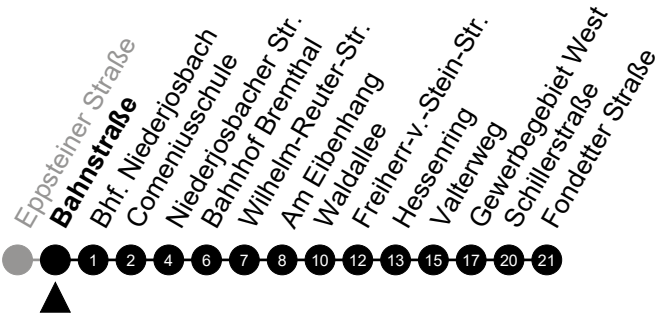 Eppsteiner Straße
Bahnstraße
Bhf. Niederjosbach
Comeniusschule
Niederjosbacher Str.
Bahnhof Bremthal
Wilhelm-Reuter-Str.
Am Eibenhang
Waldallee
Freiherr-v.-Stein-Str.
Hessenring
Valterweg
Gewerbegebiet West
Schillerstraße
Fondetter Straße
1 2 4 6 7 8 10 12 13 15 17 20 21